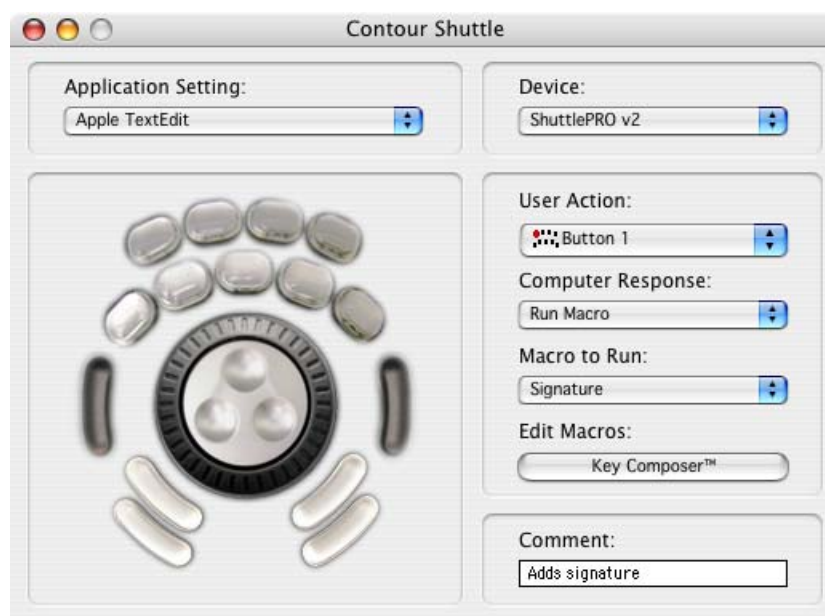 Contour Shuttle
Application Setting:
Apple TextEdit
Device:
ShuttlePRO v2
User Action:
Button 1
Computer Response:
Run Macro
Macro to Run:
Signature
Edit Macros:
Key Composer™
Comment:
Adds signature